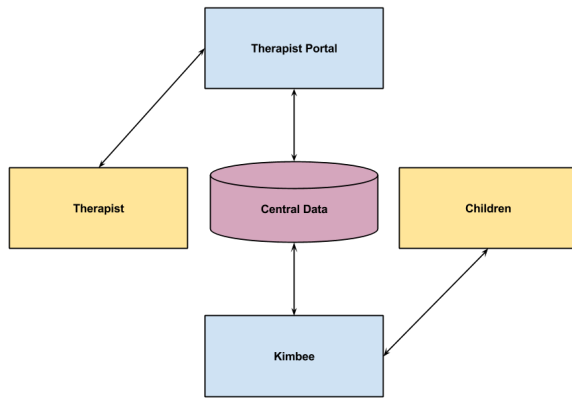 Therapist Portal
Therapist
Central Data
Children
Kimbee